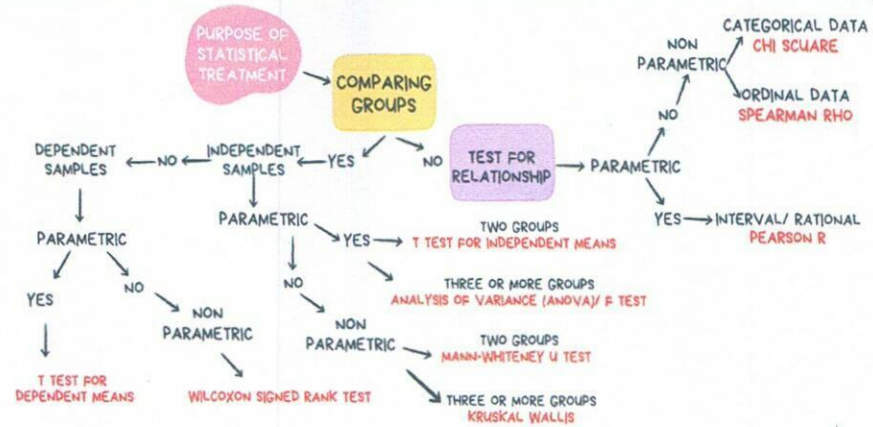 PURPOSE OF
STATISTICAL
TREATMENT
COMPARING
GROUPS
YES
NO
INDEPENDENT
SAMPLES
NO
DEPENDENT
SAMPLES
PARAMETRIC
YES
T TEST FOR
DEPENDENT MEANS
NO
NON
PARAMETRIC
WILCOXON SIGNED RANK TEST
PARAMETRIC
YES
TWO GROUPS
T TEST FOR INDEPENDENT MEANS
THREE OR MORE GROUPS
ANALYSIS OF VARIANCE (ANOVA)/ F TEST
NO
NON
PARAMETRIC
TWO GROUPS
MANN-WHITENEY U TEST
THREE OR MORE GROUPS
KRUSKAL WALLIS
TEST FOR
RELATIONSHIP
PARAMETRIC
NO
NON
PARAMETRIC
CATEGORICAL DATA
CHI SCUARE
ORDINAL DATA
SPEARMAN RHO
YES
INTERVAL/ RATIONAL
PEARSON R